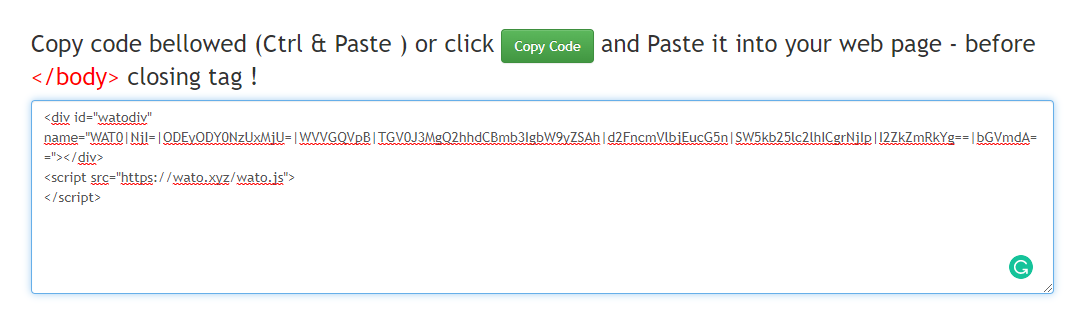 Copy code bellowed (Ctrl & Paste ) or click Copy Code and Paste it into your web page - before
</body> closing tag !
<div id="watodiv"
name="WAT0|NjI=|ODEyODY0NzUxMjU=|WVVGQVpB|TGV0J3MgQ2hhdCBmb3IgbW9yZSAh|d2FncmVlbjEucG5n|SW5kb25lc2lhICgrNjIp|I2ZkZmRkYg==|bGVmdA=
="></div>
<script src="https://wato.xyz/wato.js">
</script>